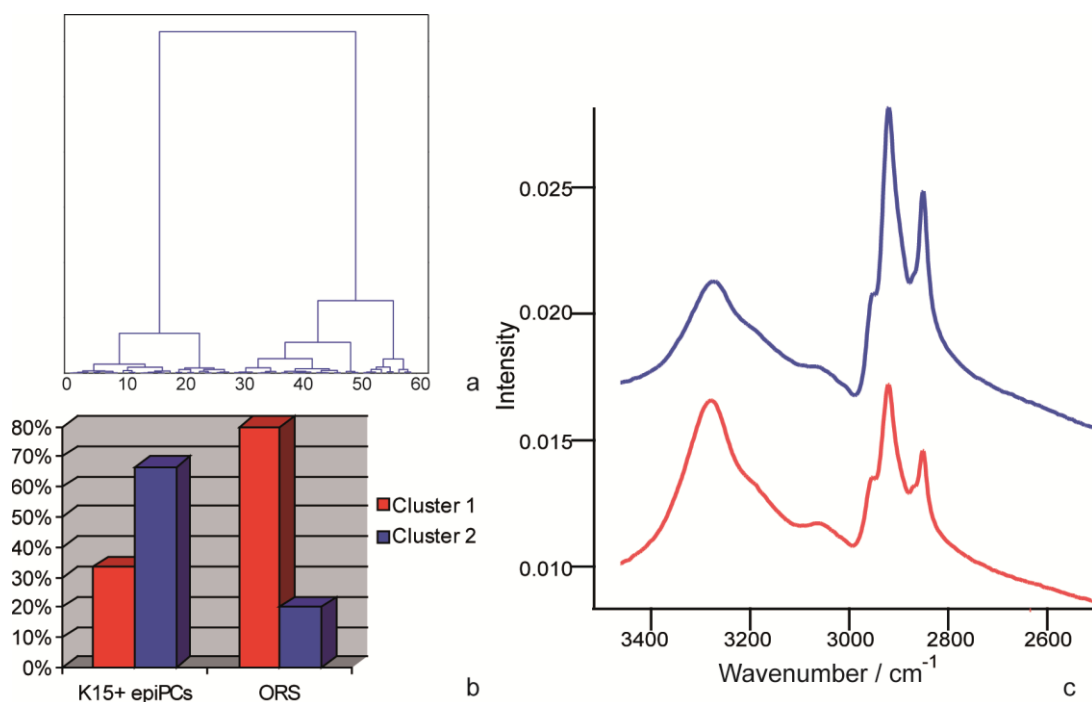 0 10 20 30 40 50 60
a
80%
70%
60%
50%
40%
30%
20%
10%
0%
K15+ epiPCs ORS
Cluster 1
Cluster 2
b
Intensity
0.025
0.020
0.015
0.010
3400 3200 3000 2800 2600
Wavenumber / cm⁻¹
c